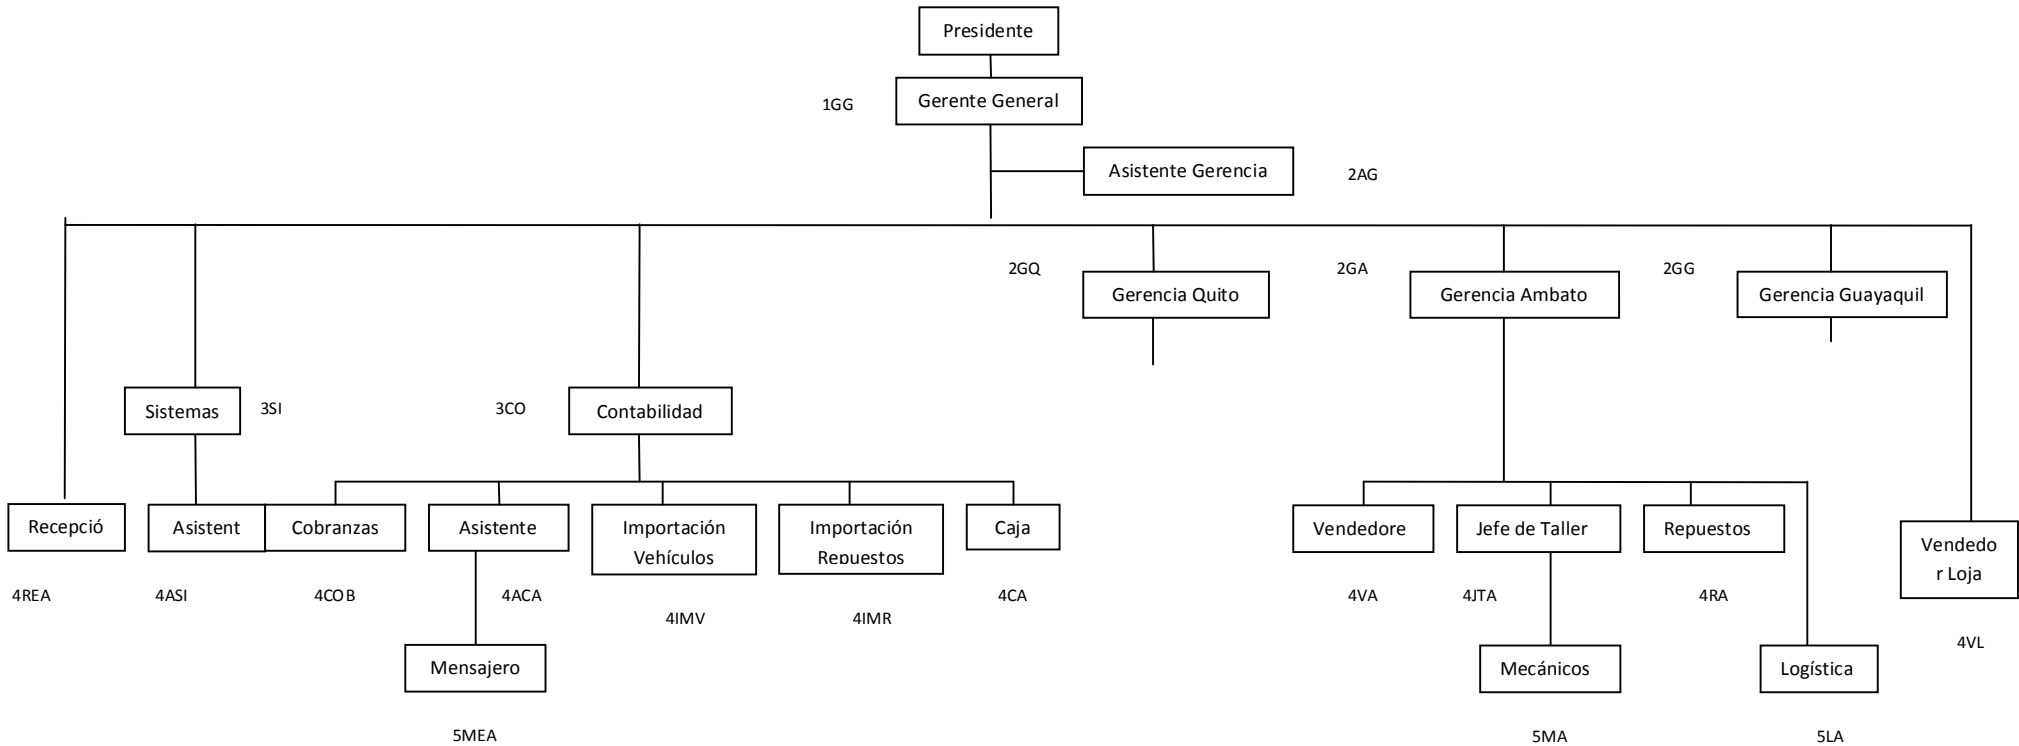 Presidente
1GG
Gerente General
Asistente Gerencia
2AG
2GQ
Gerencia Quito
2GA
Gerencia Ambato
2GG
Gerencia Guayaquil
Sistemas
3SI
3CO
Contabilidad
Recepció
Asistent
Cobranzas
Asistente
Importación
Vehículos
Importación
Repuestos
Caja
Vendedore
Jefe de Taller
Repuestos
Vendedo
r Loja
4REA
4ASI
4COB
4ACA
4IMV
4IMR
4CA
4VA
4JTA
4RA
4VL
Mensajero
Mecánicos
Logística
5MEA
5MA
5LA